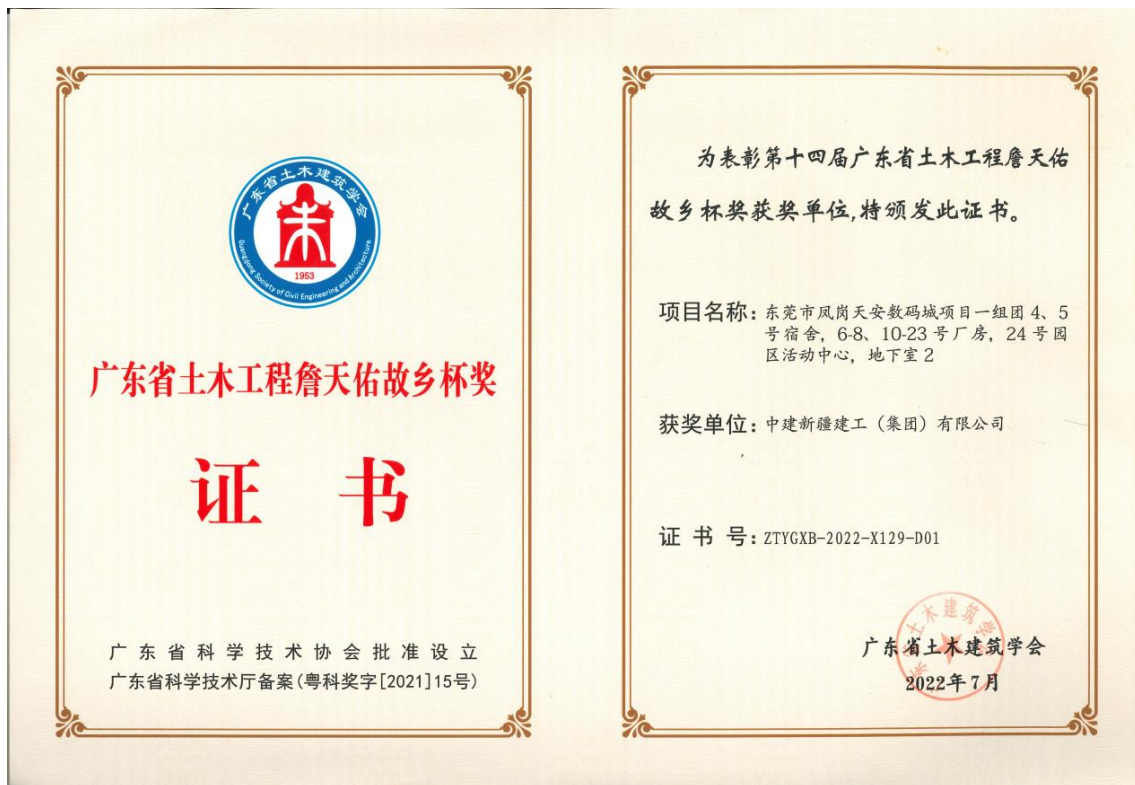 广东省土木建筑学会
1953
Guangdong Society of Civil Engineering and Architecture
广东省土木工程詹天佑故乡杯奖
证 书
广东省科学技术协会批准设立
广东省科学技术厅备案(粤科奖字[2021]15号)
为表彰第十四届广东省土木工程詹天佑
故乡杯奖获奖单位,特颁发此证书。
项目名称: 东莞市凤岗天安数码城项目一组团 4、5
号宿舍, 6-8、10-23 号厂房, 24 号园
区活动中心, 地下室 2
获奖单位: 中建新疆建工（集团）有限公司
证 书 号: ZTYGXB-2022-X129-D01
广东省土木建筑学会
2022年7月